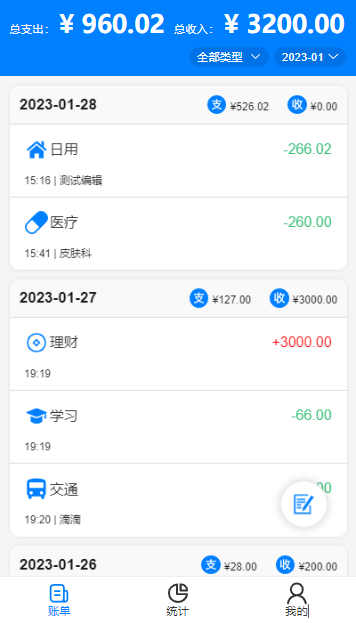 总支出： ¥ 960.02 总收入： ¥ 3200.00
全部类型 2023-01
2023-01-28 支 ¥526.02 收 ¥0.00
日用 -266.02
15:16 | 测试编辑
医疗 -260.00
15:41 | 皮肤科
2023-01-27 支 ¥127.00 收 ¥3000.00
理财 +3000.00
19:19
学习 -66.00
19:19
交通
19:20 | 滴滴
2023-01-26 支 ¥28.00 收 ¥200.00
账单 统计 我的